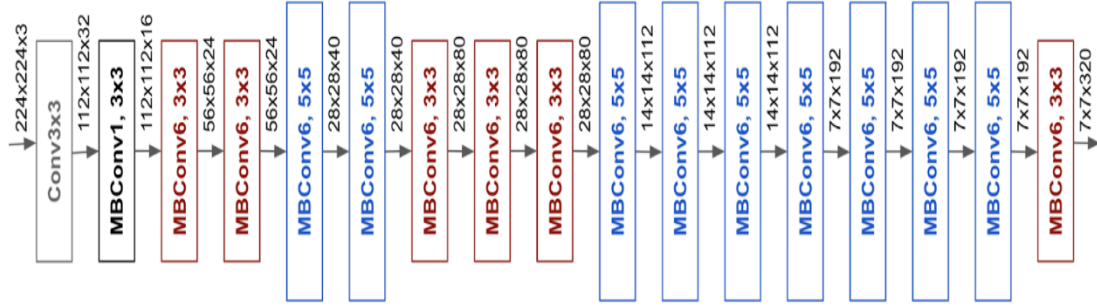 224x224x3
Conv3x3
112x112x32
MBConv1, 3x3
112x112x16
MBConv6, 3x3
56x56x24
MBConv6, 3x3
56x56x24
MBConv6, 5x5
28x28x40
MBConv6, 5x5
28x28x40
MBConv6, 3x3
28x28x80
MBConv6, 3x3
28x28x80
MBConv6, 3x3
28x28x80
MBConv6, 5x5
14x14x112
MBConv6, 5x5
14x14x112
MBConv6, 5x5
14x14x112
MBConv6, 5x5
7x7x192
MBConv6, 5x5
7x7x192
MBConv6, 5x5
7x7x192
MBConv6, 5x5
7x7x192
MBConv6, 3x3
7x7x320